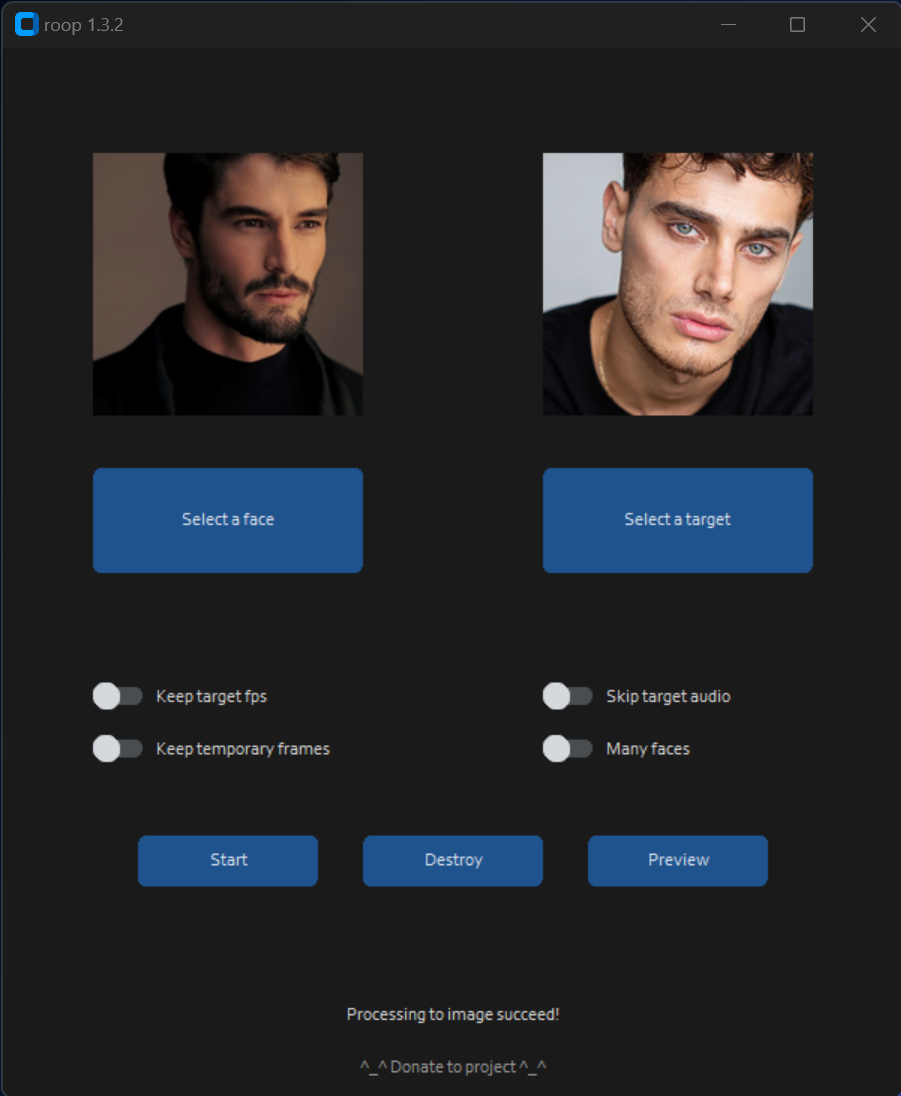 roop 1.3.2
Select a face
Select a target
Keep target fps
Skip target audio
Keep temporary frames
Many faces
Start
Destroy
Preview
Processing to image succeed!
^_^ Donate to project ^_^